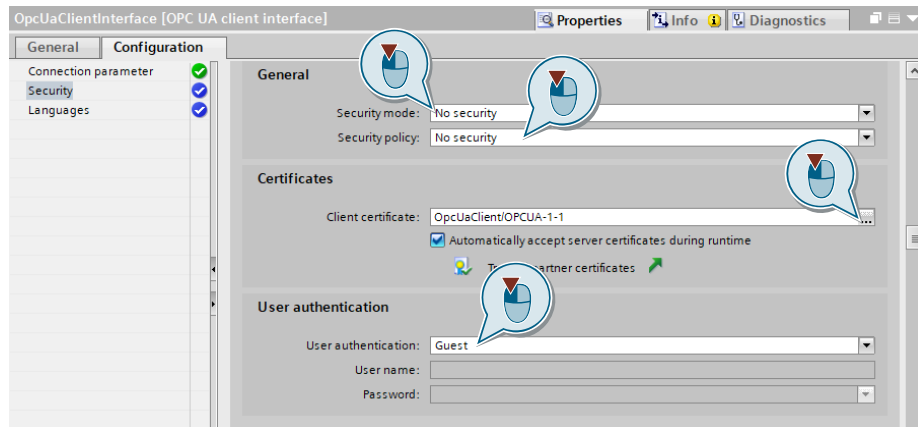 OpcUaClientInterface [OPC UA client interface]
Properties
Info
Diagnostics
General
Configuration
Connection parameter
Security
Languages
General
Security mode: No security
Security policy: No security
Certificates
Client certificate: OpcUaClient/OPCUA-1-1
...
Automatically accept server certificates during runtime
partner certificates
User authentication
User authentication: Guest
User name:
Password: